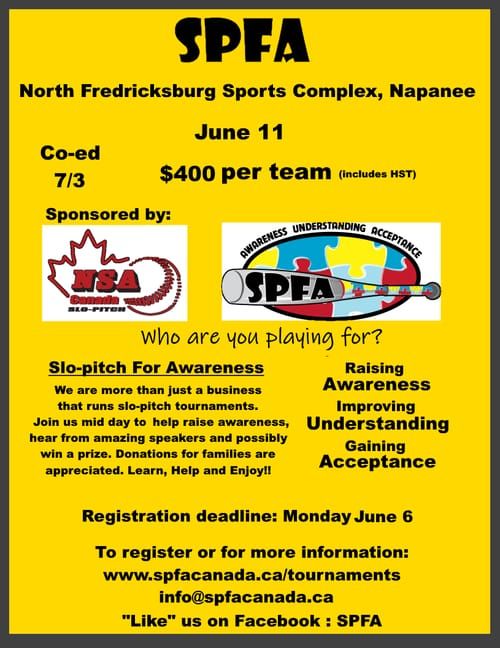 SPFA
North Fredricksburg Sports Complex, Napanee
June 11
Co-ed
7/3
$400 per team (includes HST)
Sponsored by:
NSA
Canada
SLO-PITCH
AWARENESS UNDERSTANDING ACCEPTANCE
SPFA
Who are you playing for?
Slo-pitch For Awareness
We are more than just a business
that runs slo-pitch tournaments.
Join us mid day to help raise awareness,
hear from amazing speakers and possibly
win a prize. Donations for families are
appreciated. Learn, Help and Enjoy!!
Raising
Awareness
Improving
Understanding
Gaining
Acceptance
Registration deadline: Monday June 6
To register or for more information:
www.spfacanada.ca/tournaments
info@spfacanada.ca
"Like" us on Facebook : SPFA